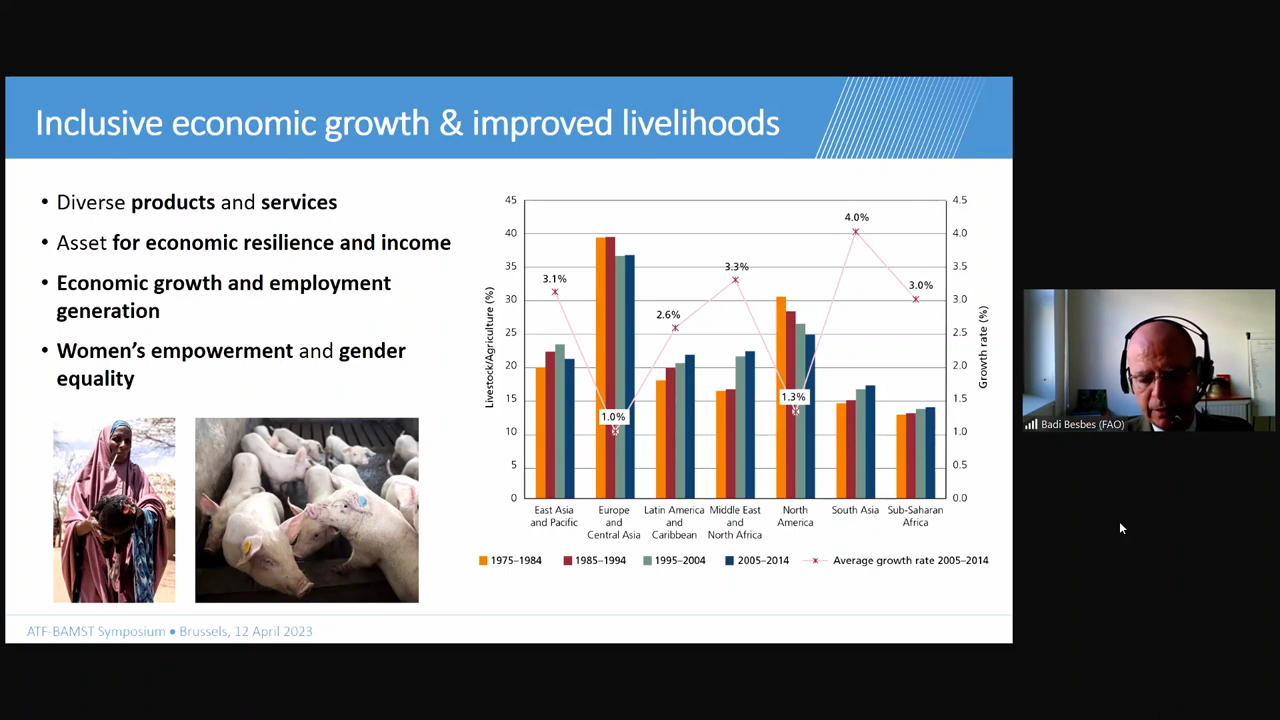 Inclusive economic growth & improved livelihoods
• Diverse products and services
• Asset for economic resilience and income
• Economic growth and employment
generation
• Women’s empowerment and gender
equality
Livestock/Agriculture (%)
45
40
35
30
25
20
15
10
5
0
4.5
4.0
3.5
3.0
2.5
2.0
1.5
1.0
0.5
0.0
Growth rate (%)
3.1%
1.0%
2.6%
3.3%
1.3%
4.0%
3.0%
East Asia
and Pacific
Europe
and
Central Asia
Latin America
and
Caribbean
Middle East
and
North Africa
North
America
South Asia
Sub-Saharan
Africa
1975–1984
1985–1994
1995–2004
2005–2014
Average growth rate 2005–2014
ATF-BAMST Symposium • Brussels, 12 April 2023
Badi Besbes (FAO)